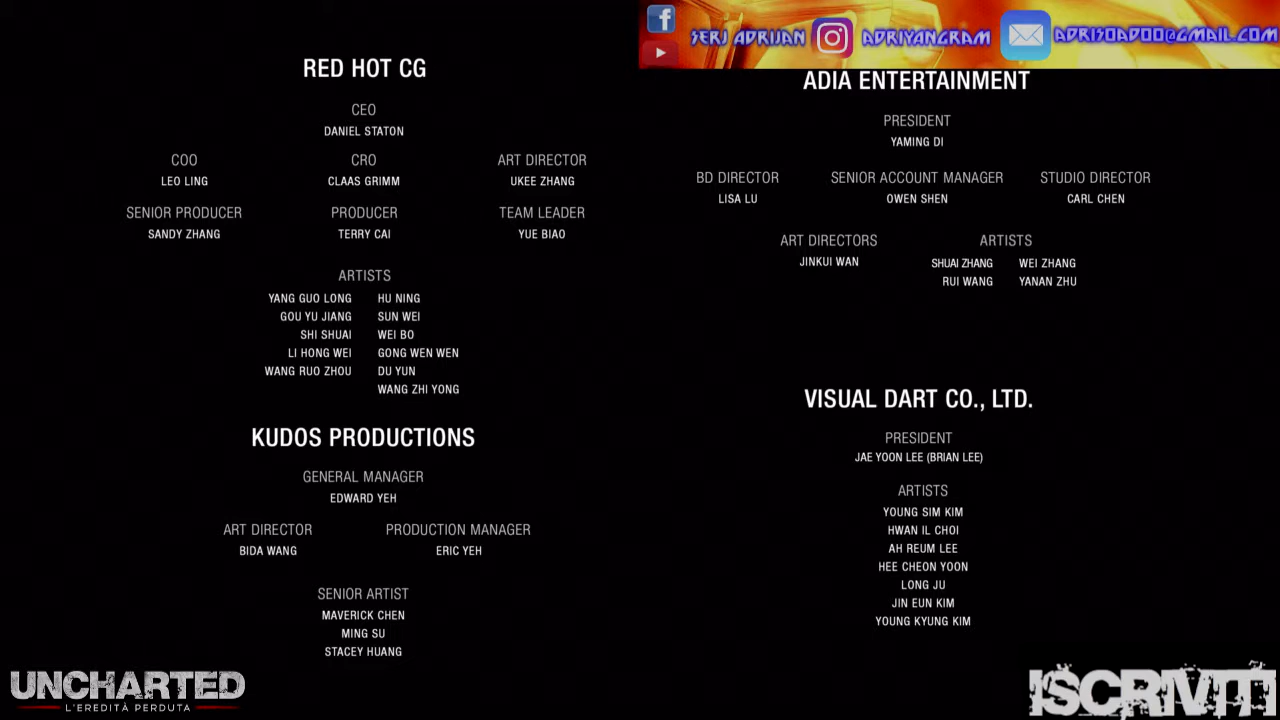 SERJ ADRIJAN
ADRIYANGRAM
RED HOT CG
CEO
DANIEL STATON
COO
LEO LING
CRO
CLAAS GRIMM
ART DIRECTOR
UKEE ZHANG
SENIOR PRODUCER
SANDY ZHANG
PRODUCER
TERRY CAI
TEAM LEADER
YUE BIAO
ARTISTS
YANG GUO LONG
GOU YU JIANG
SHI SHUAI
LI HONG WEI
WANG RUO ZHOU
HU NING
SUN WEI
WEI BO
GONG WEN WEN
DU YUN
WANG ZHI YONG
KUDOS PRODUCTIONS
GENERAL MANAGER
EDWARD YEH
ART DIRECTOR
BIDA WANG
PRODUCTION MANAGER
ERIC YEH
SENIOR ARTIST
MAVERICK CHEN
MING SU
STACEY HUANG
ADIA ENTERTAINMENT
PRESIDENT
YAMING DI
BD DIRECTOR
LISA LU
SENIOR ACCOUNT MANAGER
OWEN SHEN
STUDIO DIRECTOR
CARL CHEN
ART DIRECTORS
JINKUI WAN
ARTISTS
SHUAI ZHANG
RUI WANG
WEI ZHANG
YANAN ZHU
VISUAL DART CO., LTD.
PRESIDENT
JAE YOON LEE (BRIAN LEE)
ARTISTS
YOUNG SIM KIM
HWAN IL CHOI
AH REUM LEE
HEE CHEON YOON
LONG JU
JIN EUN KIM
YOUNG KYUNG KIM
UNCHARTED
L'EREDITÀ PERDUTA
ISCRIVITI